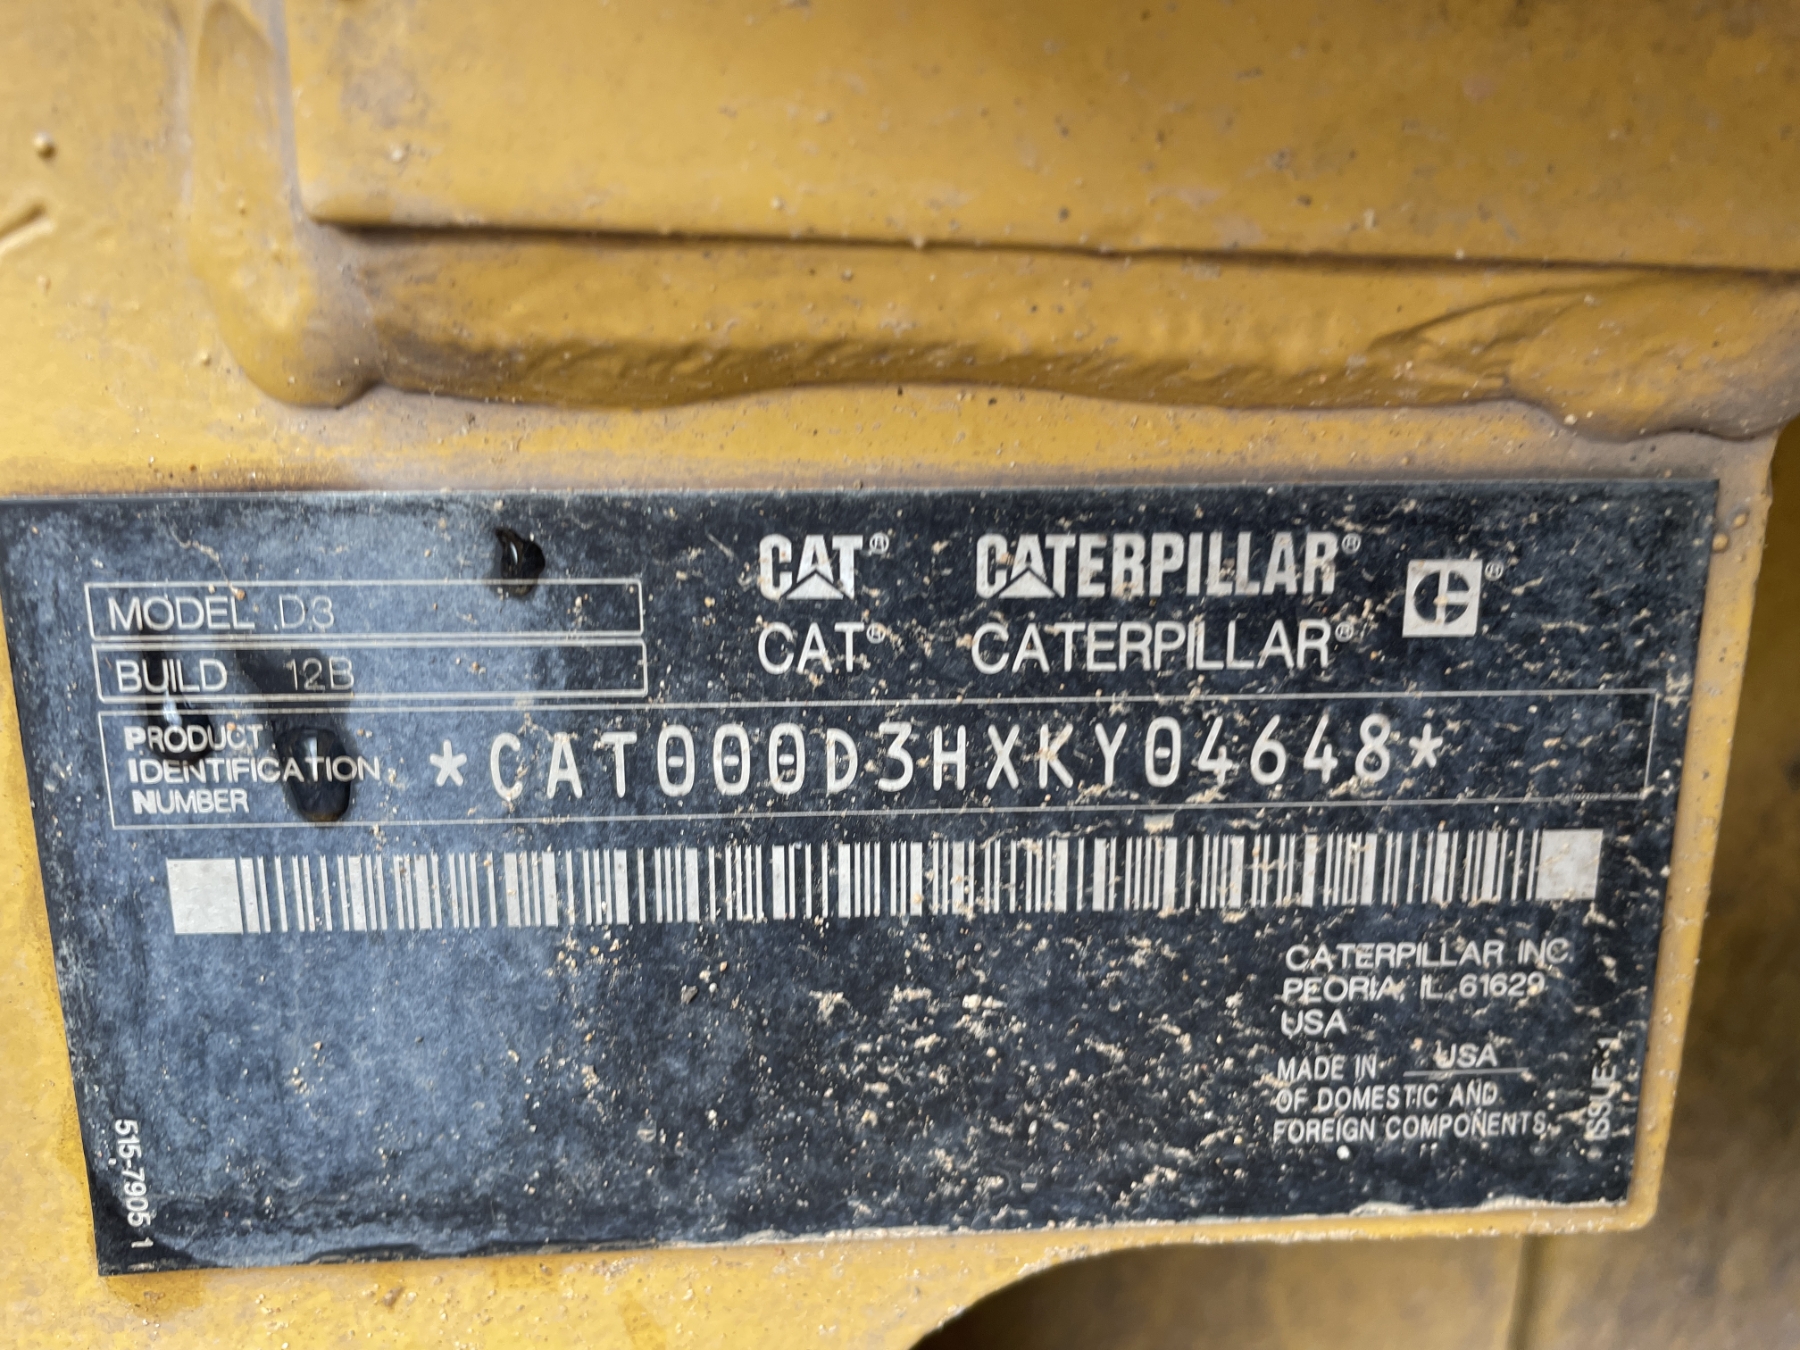 CAT® CATERPILLAR® ®
CAT® CATERPILLAR®
MODEL D3
BUILD 12B
PRODUCT
IDENTIFICATION
NUMBER
*CAT000D3HXKY04648*
CATERPILLAR INC.
PEORIA, IL. 61629
USA
MADE IN USA
OF DOMESTIC AND
FOREIGN COMPONENTS.
ISSUE-1
515-7905 1